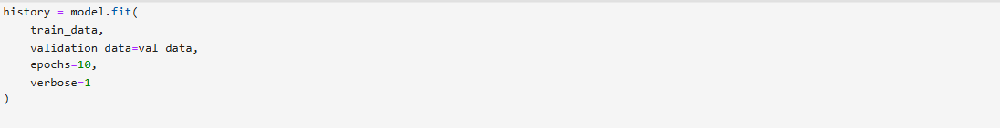 history = model.fit(
    train_data,
    validation_data=val_data,
    epochs=10,
    verbose=1
)